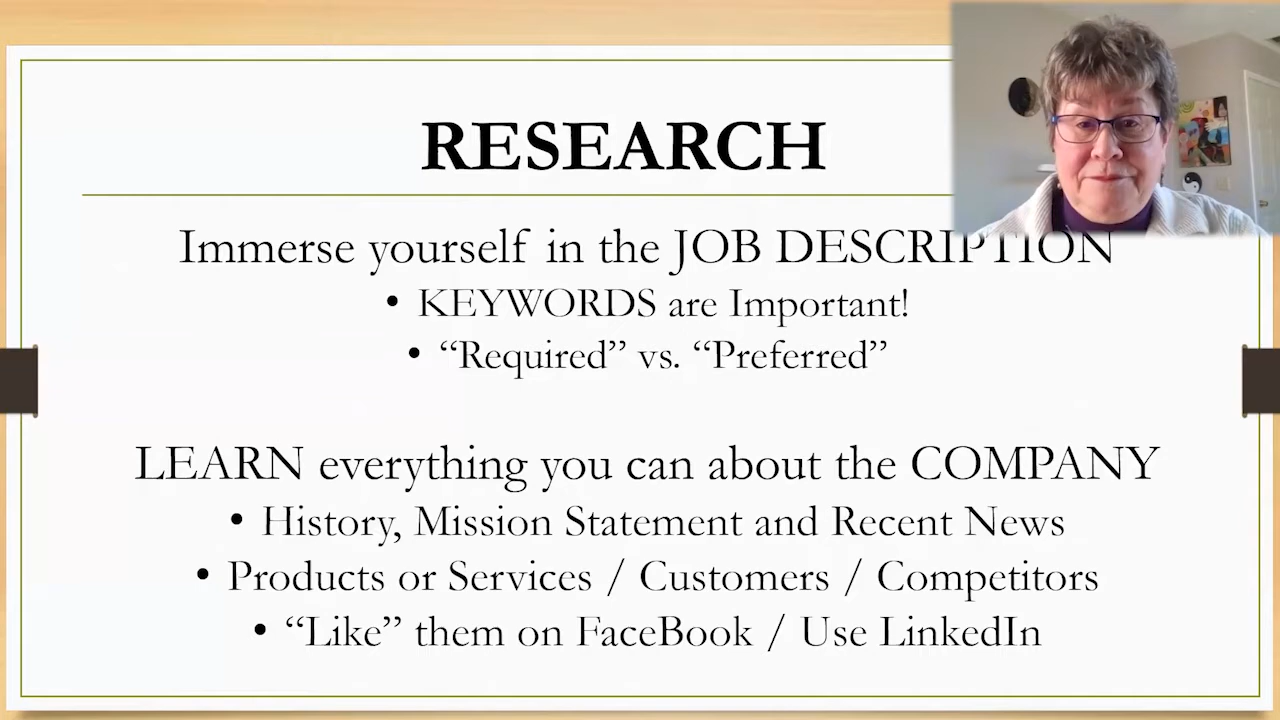 RESEARCH
Immerse yourself in the JOB DESCRIPTION
• KEYWORDS are Important!
• “Required” vs. “Preferred”
LEARN everything you can about the COMPANY
• History, Mission Statement and Recent News
• Products or Services / Customers / Competitors
• “Like” them on FaceBook / Use LinkedIn